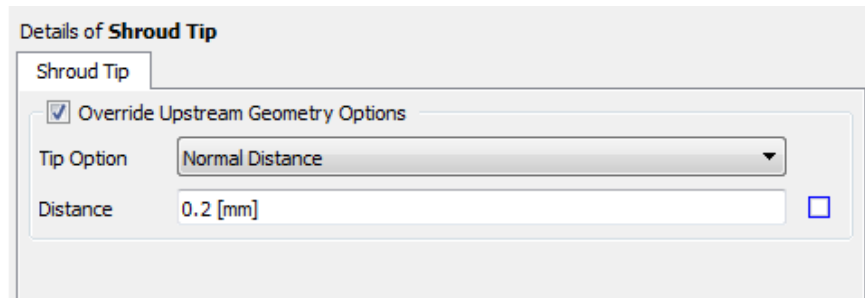 Details of Shroud Tip
Shroud Tip
Override Upstream Geometry Options
Tip Option Normal Distance
Distance 0.2 [mm]